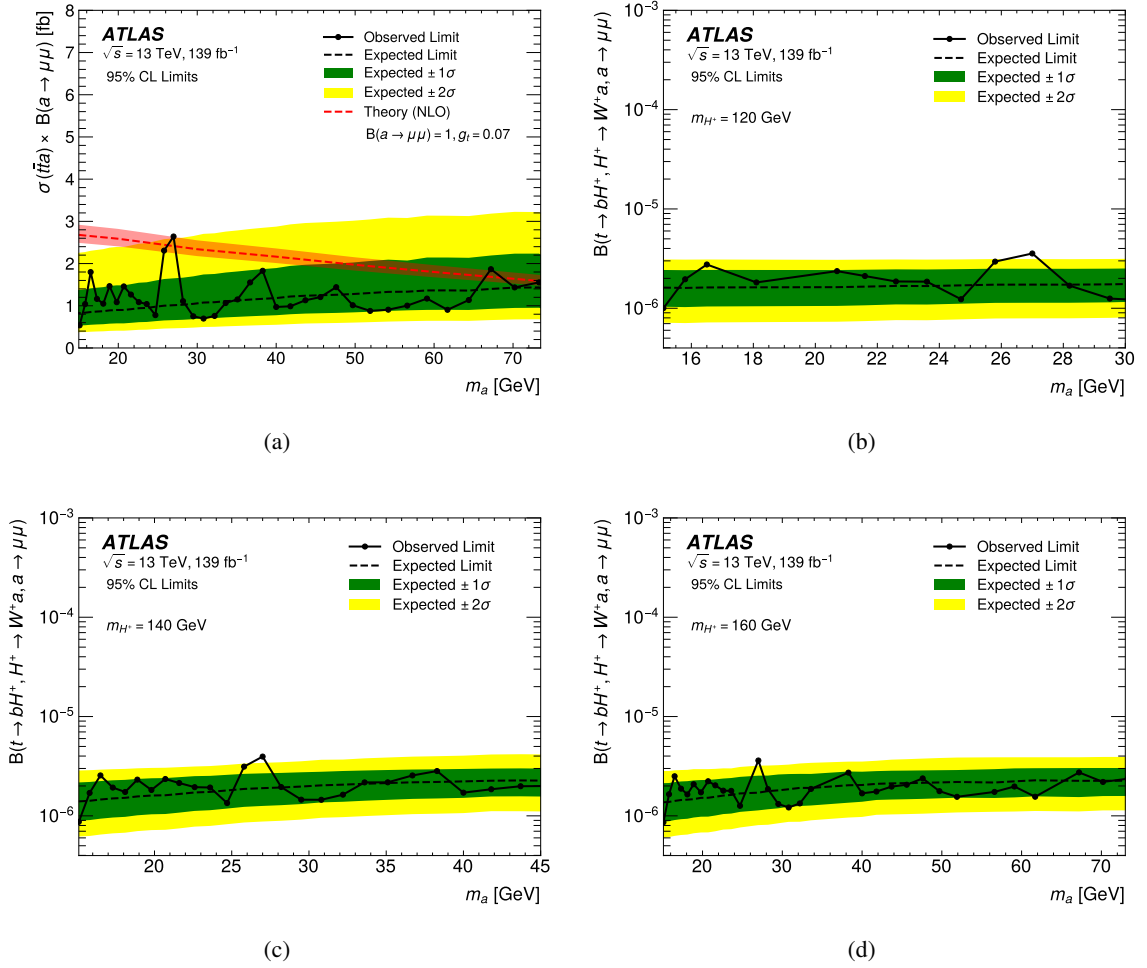 ATLAS
√s = 13 TeV, 139 fb⁻¹
95% CL Limits
Observed Limit
Expected Limit
Expected ± 1σ
Expected ± 2σ
Theory (NLO)
B(a → μμ) = 1, g_t = 0.07
σ(tt̄a) × B(a → μμ) [fb]
8
7
6
5
4
3
2
1
0
20 30 40 50 60 70
m_a [GeV]
(a)
ATLAS
√s = 13 TeV, 139 fb⁻¹
95% CL Limits
m_H⁺ = 120 GeV
Observed Limit
Expected Limit
Expected ± 1σ
Expected ± 2σ
B(t → bH⁺, H⁺ → W⁺a, a → μμ)
10⁻³
10⁻⁴
10⁻⁵
10⁻⁶
16 18 20 22 24 26 28 30
m_a [GeV]
(b)
ATLAS
√s = 13 TeV, 139 fb⁻¹
95% CL Limits
m_H⁺ = 140 GeV
Observed Limit
Expected Limit
Expected ± 1σ
Expected ± 2σ
B(t → bH⁺, H⁺ → W⁺a, a → μμ)
10⁻³
10⁻⁴
10⁻⁵
10⁻⁶
20 25 30 35 40 45
m_a [GeV]
(c)
ATLAS
√s = 13 TeV, 139 fb⁻¹
95% CL Limits
m_H⁺ = 160 GeV
Observed Limit
Expected Limit
Expected ± 1σ
Expected ± 2σ
B(t → bH⁺, H⁺ → W⁺a, a → μμ)
10⁻³
10⁻⁴
10⁻⁵
10⁻⁶
20 30 40 50 60 70
m_a [GeV]
(d)